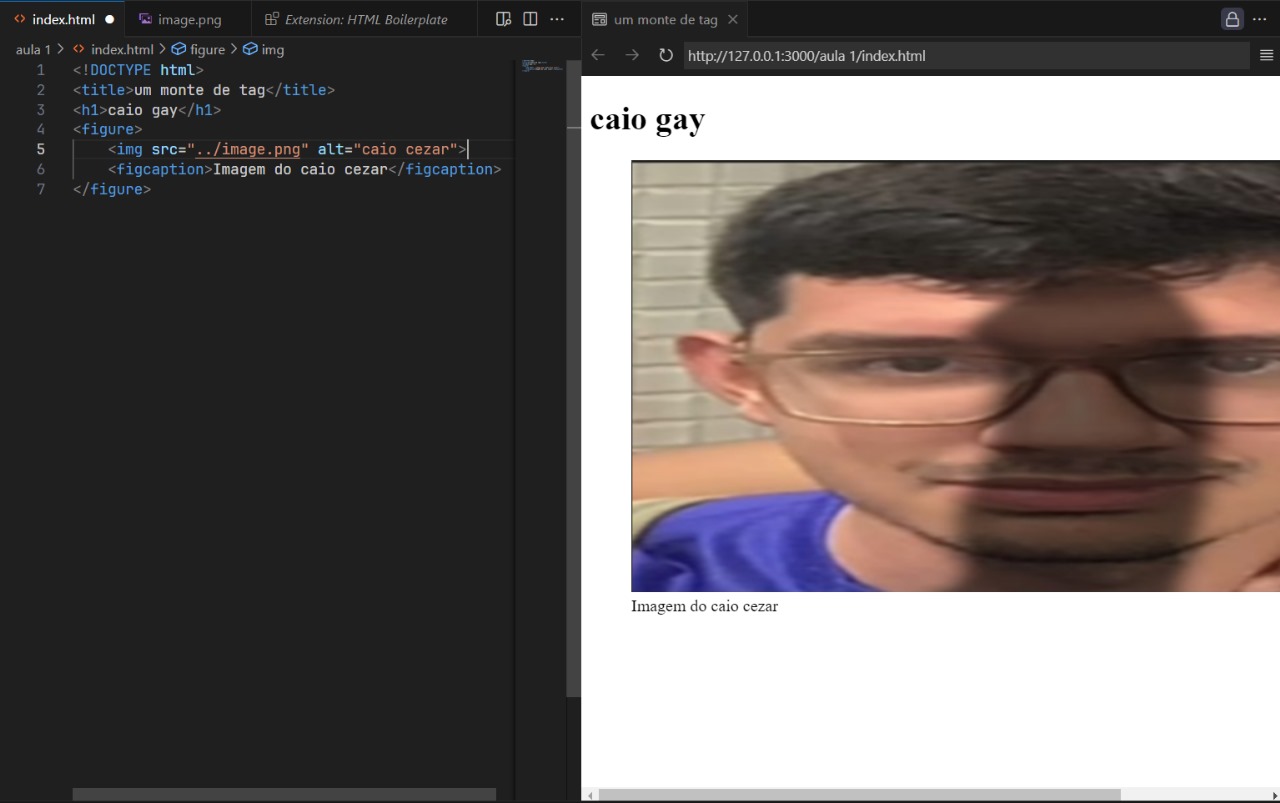 index.html
image.png
Extension: HTML Boilerplate
um monte de tag
aula 1 > index.html > figure > img
http://127.0.0.1:3000/aula 1/index.html
1 <!DOCTYPE html>
2 <title>um monte de tag</title>
3 <h1>caio gay</h1>
4 <figure>
5 <img src="../image.png" alt="caio cezar">
6 <figcaption>Imagem do caio cezar</figcaption>
7 </figure>
caio gay
Imagem do caio cezar